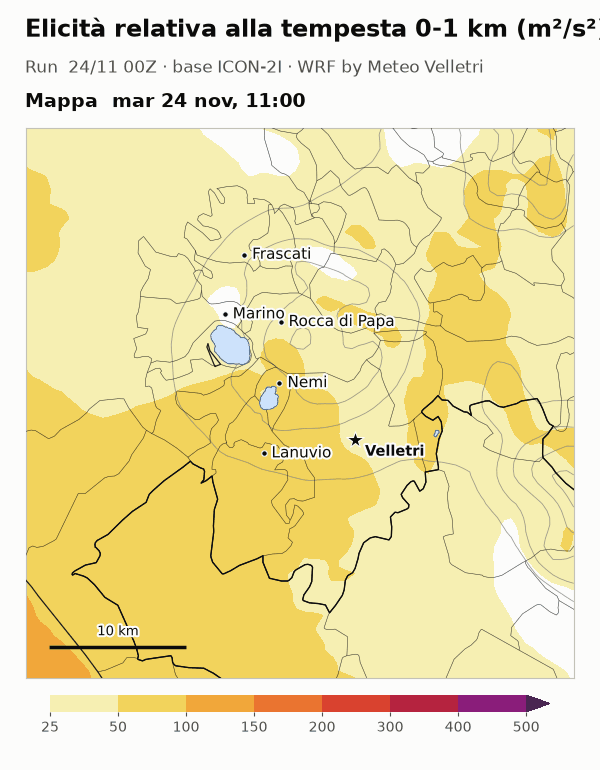 Elicità relativa alla tempesta 0-1 km (m²/s²)
Run 24/11 00Z · base ICON-2I · WRF by Meteo Velletri
Mappa mar 24 nov, 11:00
Frascati
Marino
Rocca di Papa
Nemi
Velletri
Lanuvio
10 km
25 50 100 150 200 300 400 500